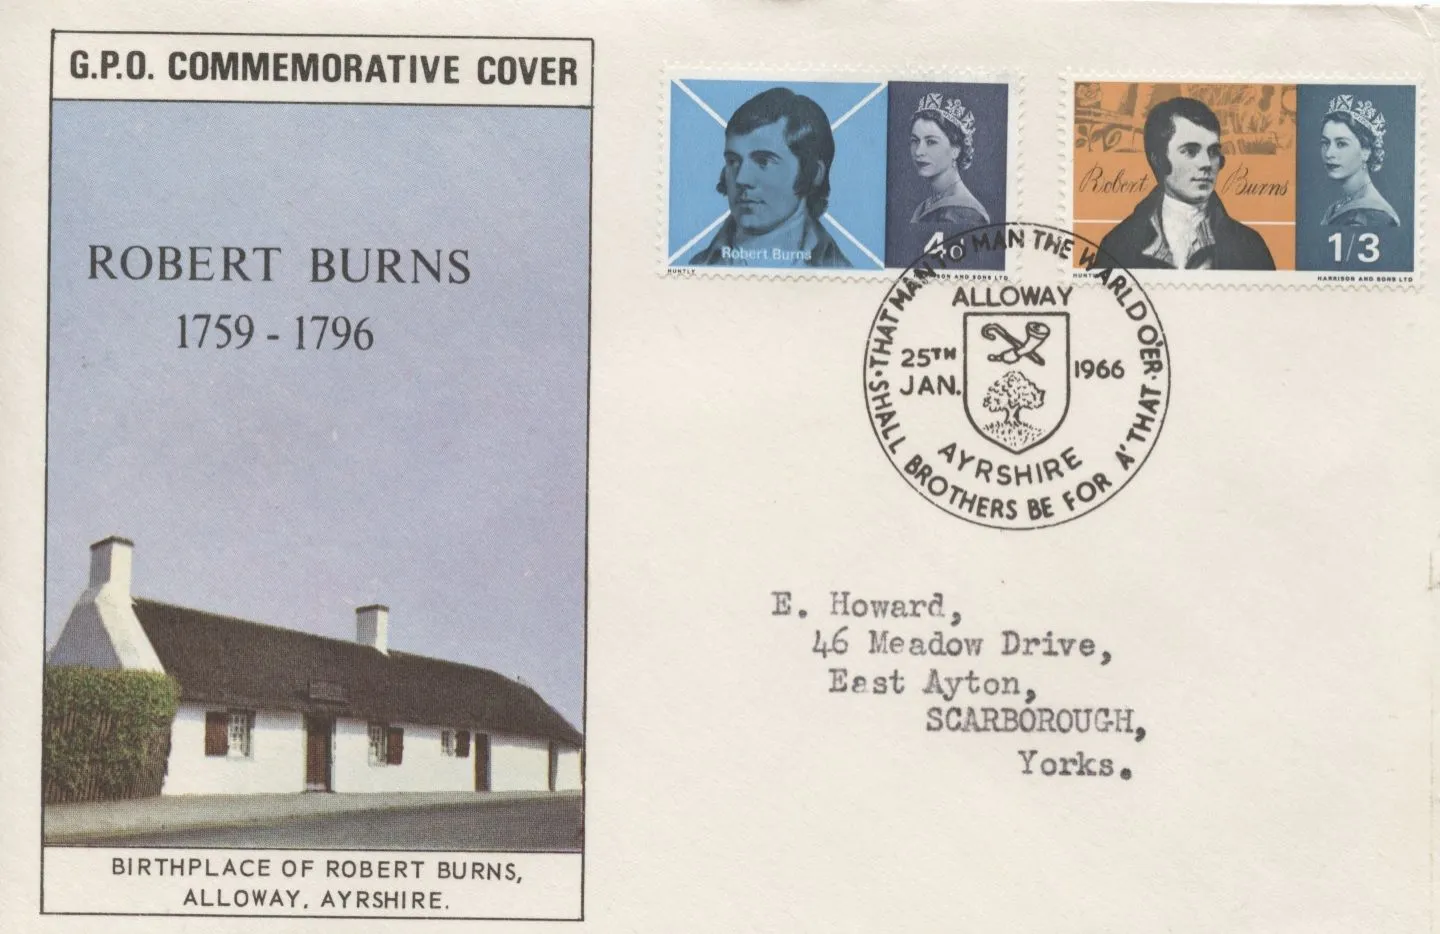 G.P.O. COMMEMORATIVE COVER
ROBERT BURNS
1759 - 1796
BIRTHPLACE OF ROBERT BURNS,
ALLOWAY, AYRSHIRE.
Robert Burns
4d
HUNTLY
HARRISON AND SONS LTD
Robert Burns
1/3
HUNTLY
HARRISON AND SONS LTD
· THAT MAN TO MAN THE WARLD O'ER ·
SHALL BROTHERS BE FOR A' THAT
ALLOWAY
25TH JAN. 1966
AYRSHIRE
E. Howard,
46 Meadow Drive,
East Ayton,
SCARBOROUGH,
Yorks.